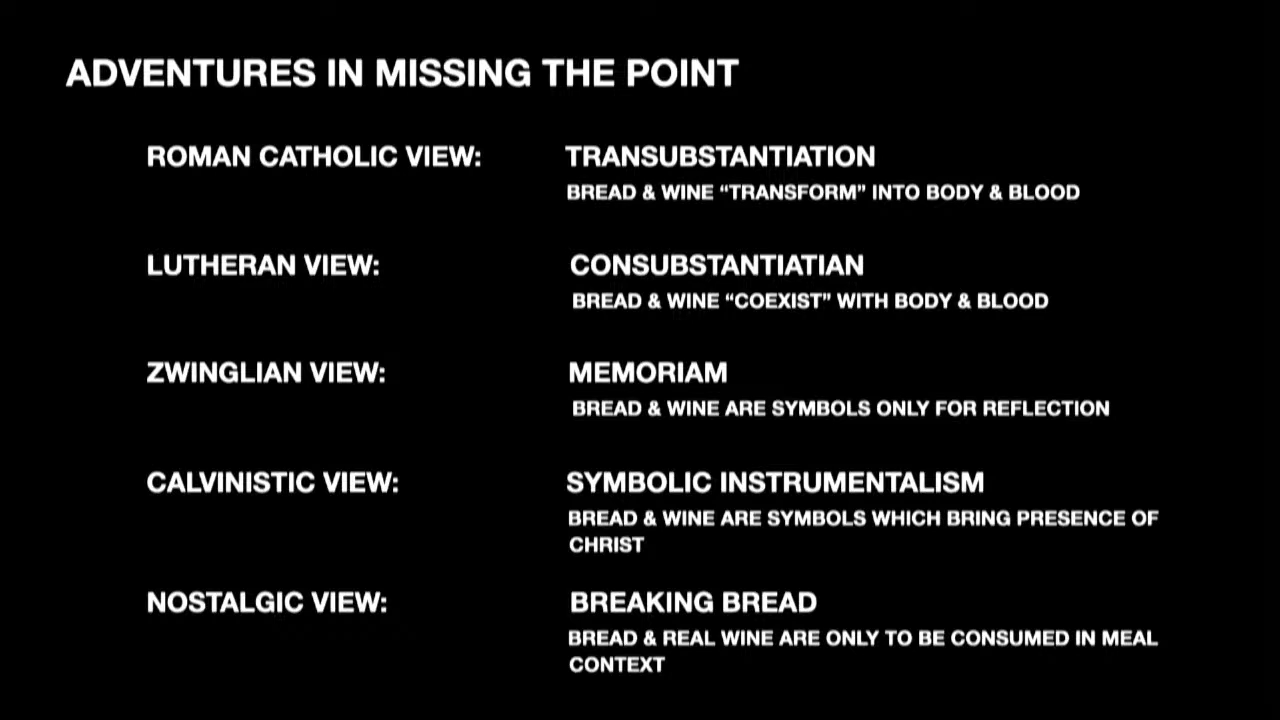 ADVENTURES IN MISSING THE POINT
ROMAN CATHOLIC VIEW: TRANSUBSTANTIATION
BREAD & WINE “TRANSFORM” INTO BODY & BLOOD
LUTHERAN VIEW: CONSUBSTANTIATIAN
BREAD & WINE “COEXIST” WITH BODY & BLOOD
ZWINGLIAN VIEW: MEMORIAM
BREAD & WINE ARE SYMBOLS ONLY FOR REFLECTION
CALVINISTIC VIEW: SYMBOLIC INSTRUMENTALISM
BREAD & WINE ARE SYMBOLS WHICH BRING PRESENCE OF
CHRIST
NOSTALGIC VIEW: BREAKING BREAD
BREAD & REAL WINE ARE ONLY TO BE CONSUMED IN MEAL
CONTEXT